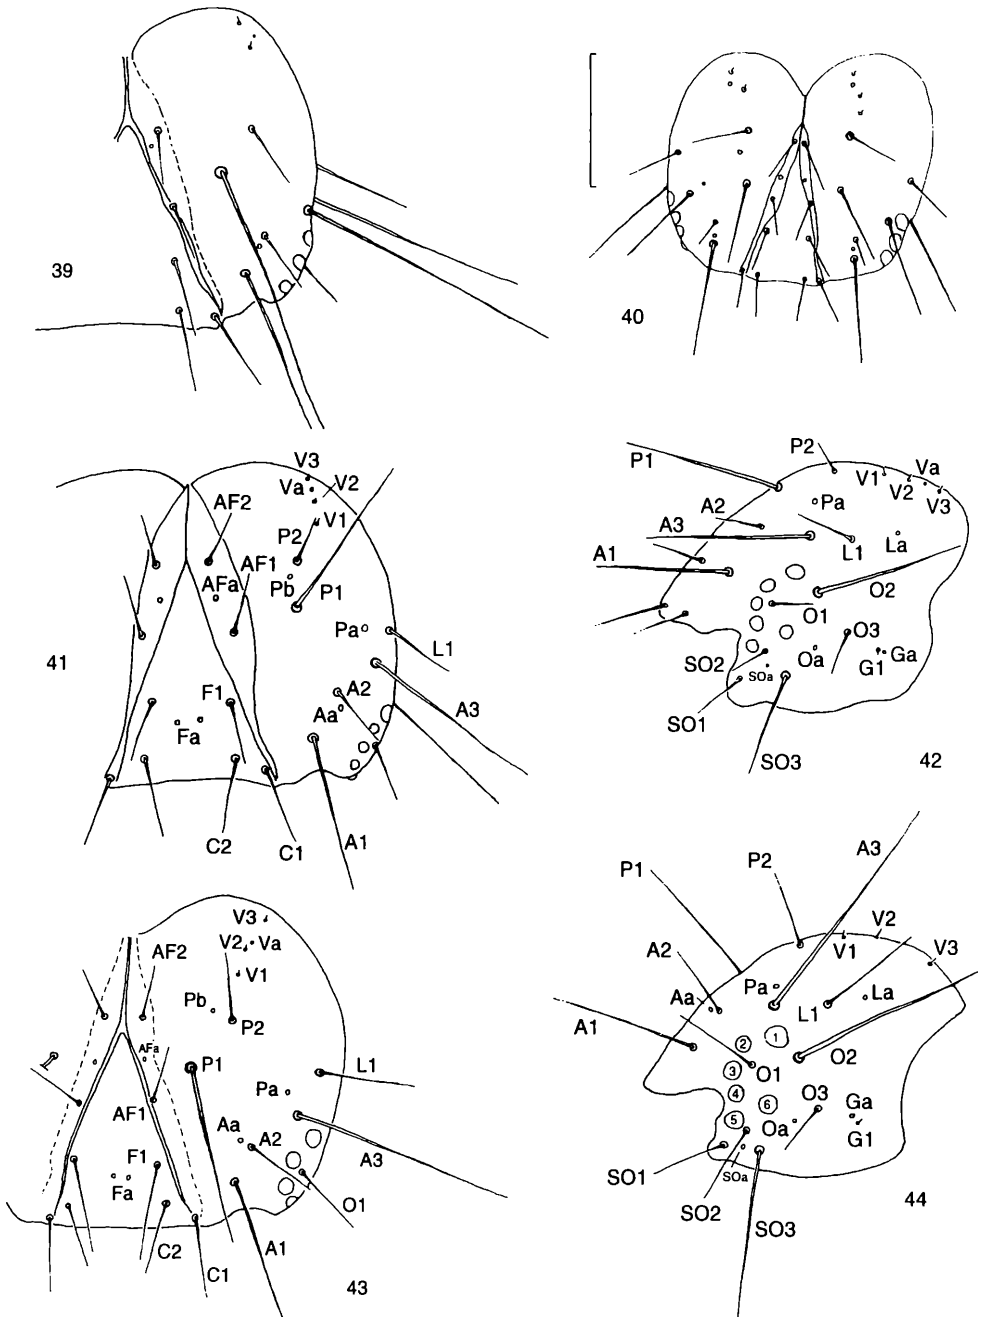 39
40
V3
Va V2
AF2
V1
P2
AF1
AFa
Pb P1
Pa
L1
41
A2
F1
Aa
A3
Fa
C2
C1
A1
P2
P1
Va
V1 V2
V3
Pa
A2
A3
L1 La
A1
O2
O1
O3
SO2
Oa
Ga
G1
SOa
SO1
SO3
42
V3
V2 Va
AF2
V1
Pb
P2
AFa
P1
L1
Pa
AF1
Aa
A2
A3
F1
Fa
O1
C2
A1
C1
43
A3
P2
P1
V2
V1
A2
V3
Pa
Aa
La
L1
A1
1
2
O2
3
O1
4
O3
6
Ga
5
Oa
G1
SO1
SOa
SO2
SO3
44